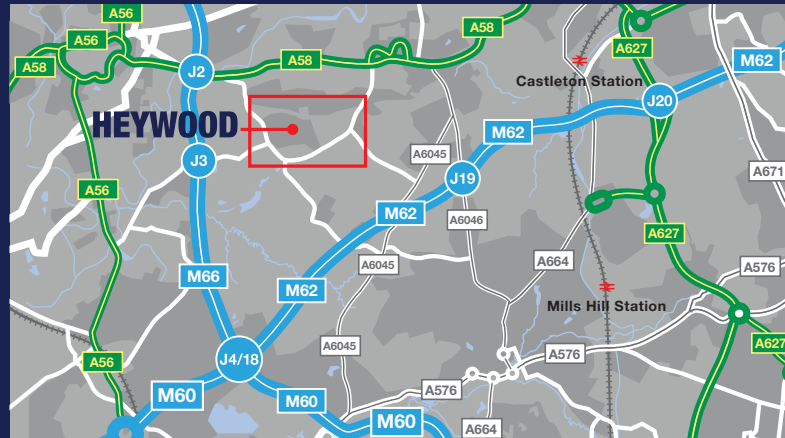 A56
A56
A58
A58
A58
A627
J2
M62
Castleton Station
J20
HEYWOOD
M62
J3
A6045
J19
A671
A56
M62
A6046
A627
M66
A6045
A664
A576
M62
Mills Hill Station
A6045
A627
J4/18
A576
A56
M60
A576
M60
M60
A664